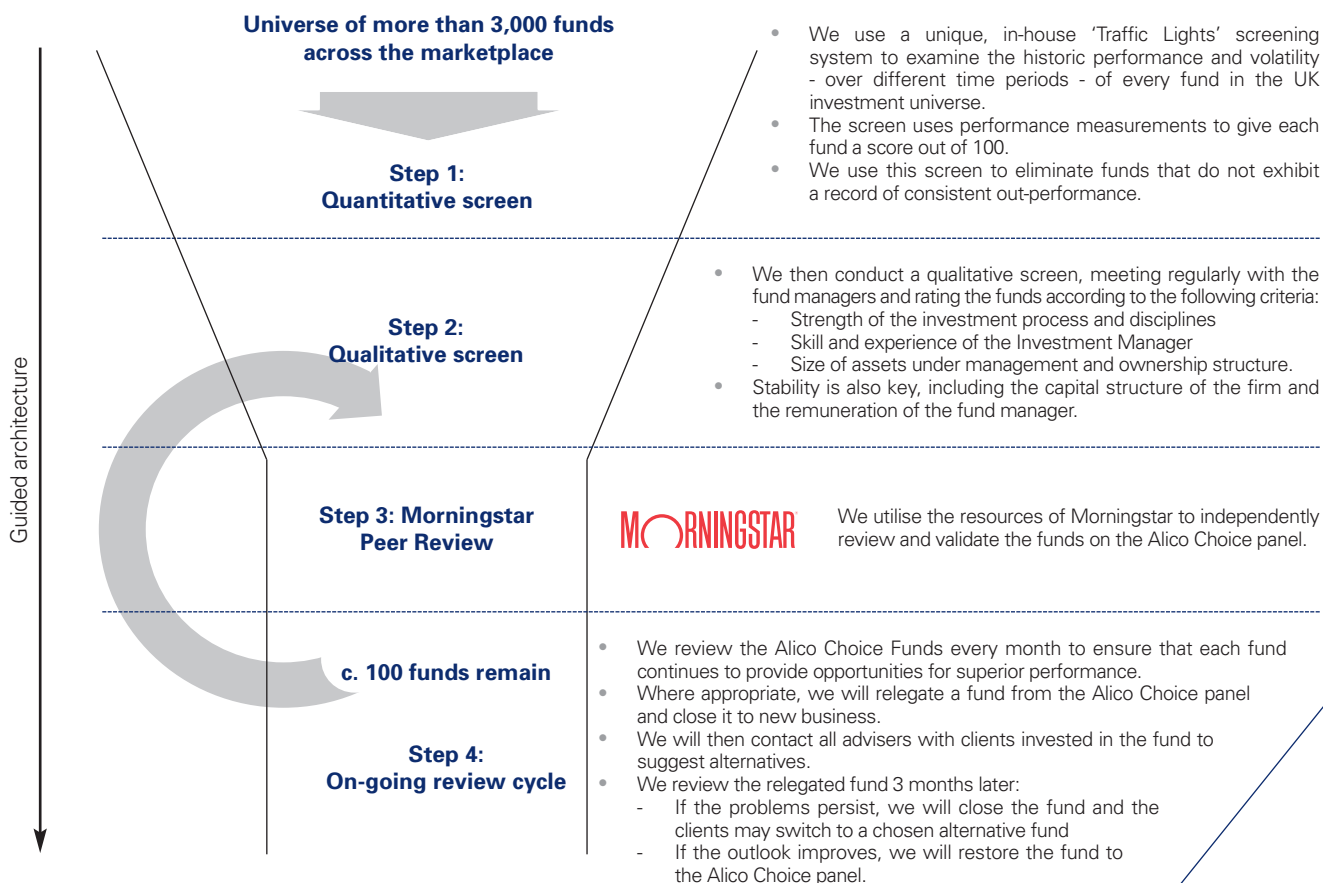 Universe of more than 3,000 funds
across the marketplace
Step 1:
Quantitative screen
• We use a unique, in-house ‘Traffic Lights’ screening
system to examine the historic performance and volatility
- over different time periods - of every fund in the UK
investment universe.
• The screen uses performance measurements to give each
fund a score out of 100.
• We use this screen to eliminate funds that do not exhibit
a record of consistent out-performance.
Guided architecture
Step 2:
Qualitative screen
• We then conduct a qualitative screen, meeting regularly with the
fund managers and rating the funds according to the following criteria:
- Strength of the investment process and disciplines
- Skill and experience of the Investment Manager
- Size of assets under management and ownership structure.
• Stability is also key, including the capital structure of the firm and
the remuneration of the fund manager.
Step 3: Morningstar
Peer Review
MORNINGSTAR
We utilise the resources of Morningstar to independently
review and validate the funds on the Alico Choice panel.
c. 100 funds remain
Step 4:
On-going review cycle
• We review the Alico Choice Funds every month to ensure that each fund
continues to provide opportunities for superior performance.
• Where appropriate, we will relegate a fund from the Alico Choice panel
and close it to new business.
• We will then contact all advisers with clients invested in the fund to
suggest alternatives.
• We review the relegated fund 3 months later:
- If the problems persist, we will close the fund and the
clients may switch to a chosen alternative fund
- If the outlook improves, we will restore the fund to
the Alico Choice panel.